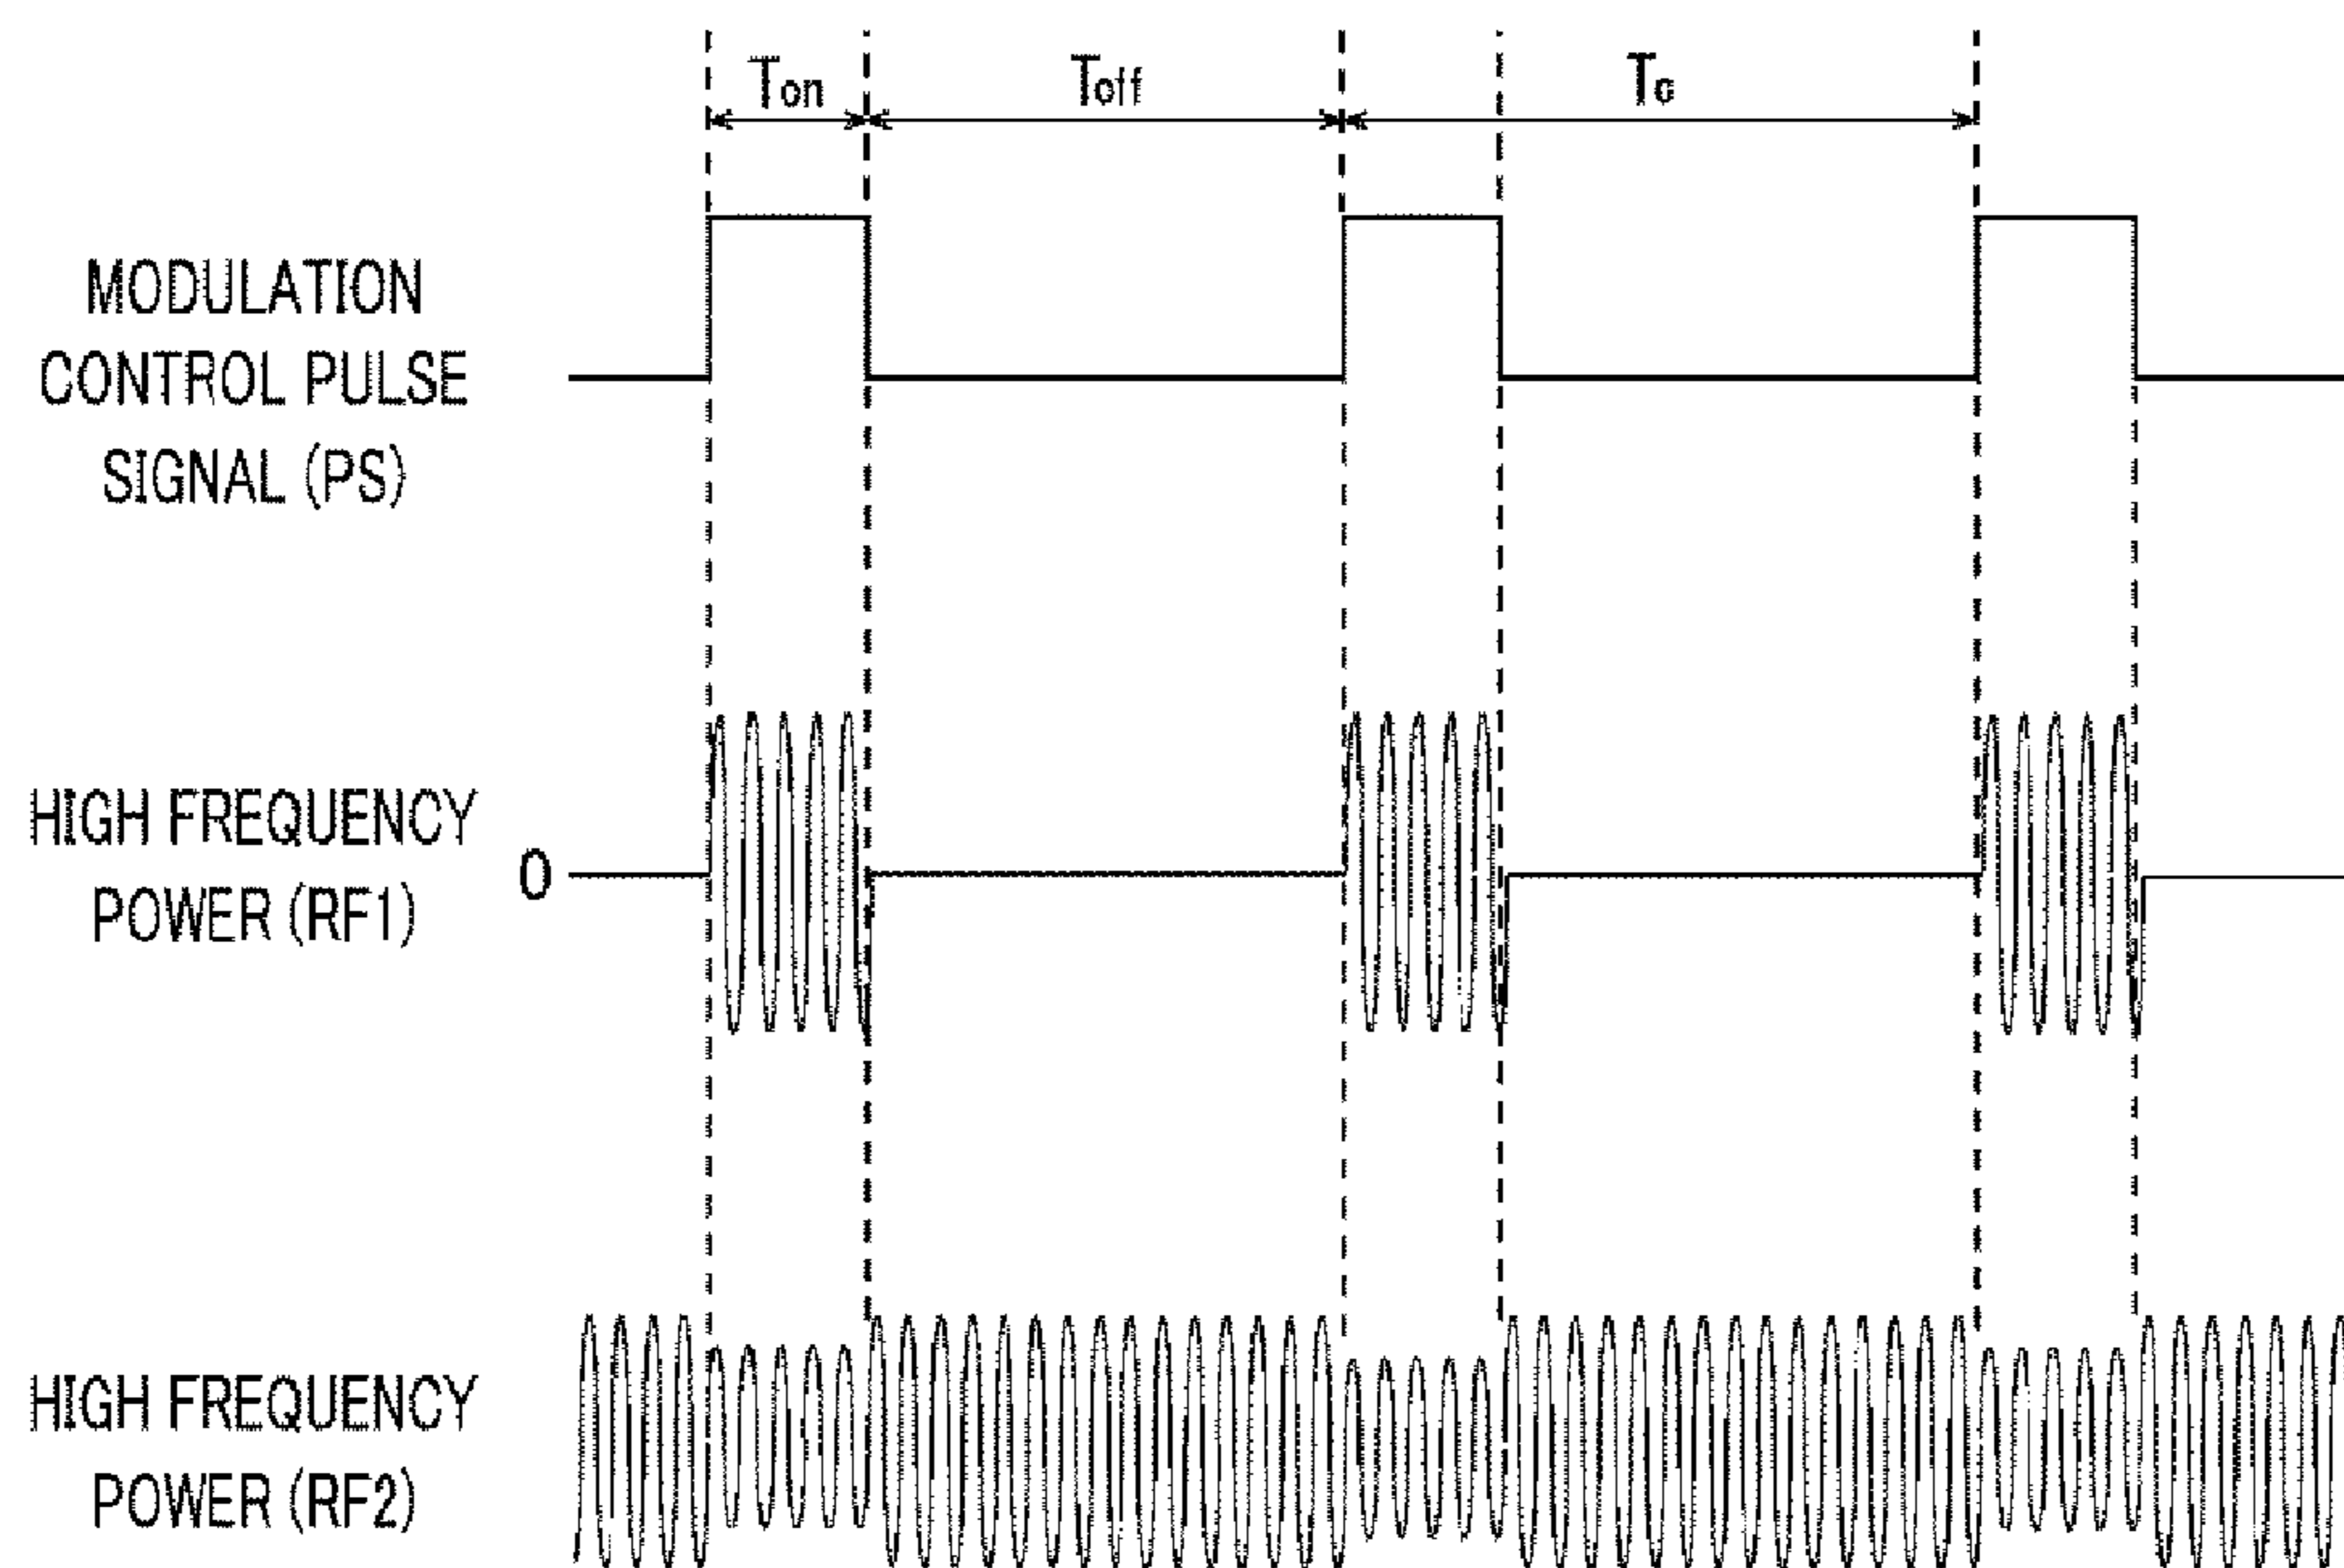 Ton Toff Tc
MODULATION
CONTROL PULSE
SIGNAL (PS)
HIGH FREQUENCY
POWER (RF1)
0
HIGH FREQUENCY
POWER (RF2)